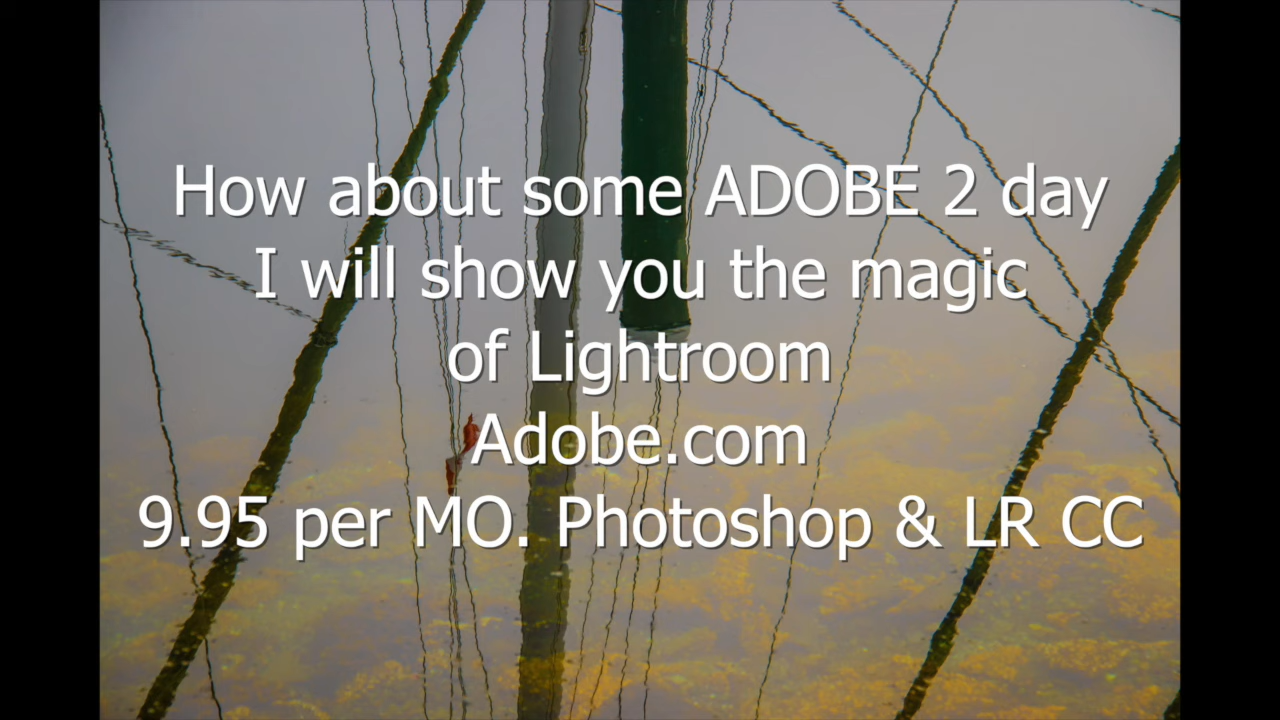 How about some ADOBE 2 day
I will show you the magic
of Lightroom
Adobe.com
9.95 per MO. Photoshop & LR CC